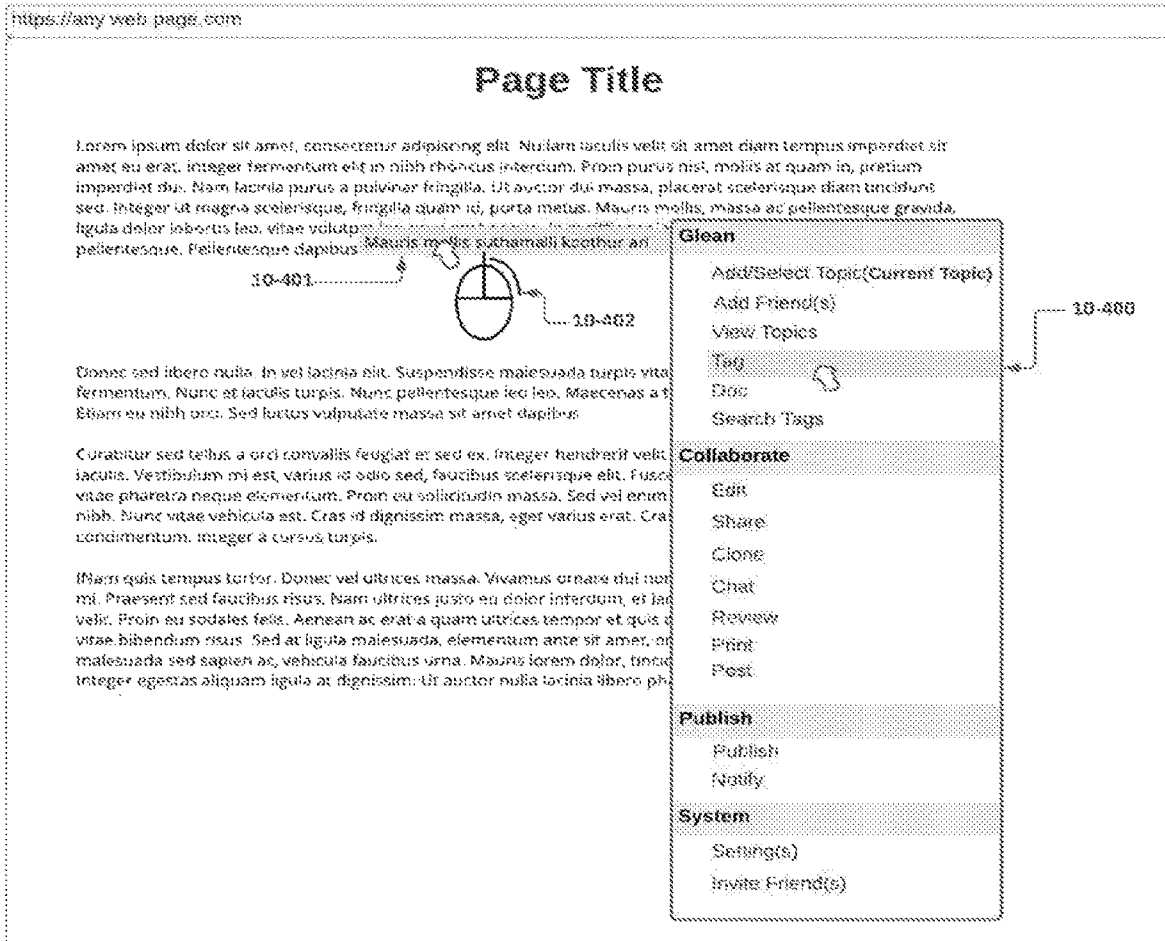 https://any web page.com
Page Title
Lorem ipsum dolor sit amet, consectetur adipiscing elit. Nullam iaculis velit sit amet diam tempus imperdiet sit
amet eu erat. Integer fermentum elit in nibh rhoncus interdum. Proin purus nisl, mollis at quam in, pretium
imperdiet dui. Nam lacinia purus a pulvinar fringilla. Ut auctor dui massa, placerat scelerisque diam tincidunt
sed. Integer ut magna scelerisque, fringilla quam id, porta metus. Mauris mollis, massa ac pellentesque gravida,
ligula dolor lobortis leo, vitae volutp
pellentesque. Pellentesque dapibus Mauris mollis suthamalli koothur ari
10-401
10-402
Donec sed libero nulla. In vel lacinia elit. Suspendisse malesuada turpis vita
fermentum. Nunc et iaculis turpis. Nunc pellentesque leo leo. Maecenas a t
Etiam eu nibh orci. Sed luctus vulputate massa sit amet dapibus
Curabitur sed tellus a orci convallis feugiat et sed ex. Integer hendrerit velit
iaculis. Vestibulum mi est, varius id odio sed, faucibus scelerisque elit. Fusce
vitae pharetra neque elementum. Proin eu sollicitudin massa. Sed vel enim
nibh. Nunc vitae vehicula est. Cras id dignissim massa, eget varius erat. Cras
condimentum. Integer a cursus turpis.
INam quis tempus tortor. Donec vel ultrices massa. Vivamus ornare dui non
mi. Praesent sed faucibus risus. Nam ultrices justo eu dolor interdum, et
velit. Proin eu sodales felis. Aenean ac erat a quam ultrices tempor et quis
vitae bibendum risus. Sed at ligula malesuada, elementum ante sit amet,
malesuada sed sapien ac, vehicula faucibus urna. Mauris lorem dolor,
Integer egestas aliquam ligula at dignissim. Ut auctor nulla lacinia libero
Glean
Add/Select Topic(Current Topic)
Add Friend(s)
View Topics
Tag
Doc
Search Tags
10-400
Collaborate
Edit
Share
Clone
Chat
Review
Print
Post
Publish
Publish
Notify
System
Setting(s)
Invite Friend(s)